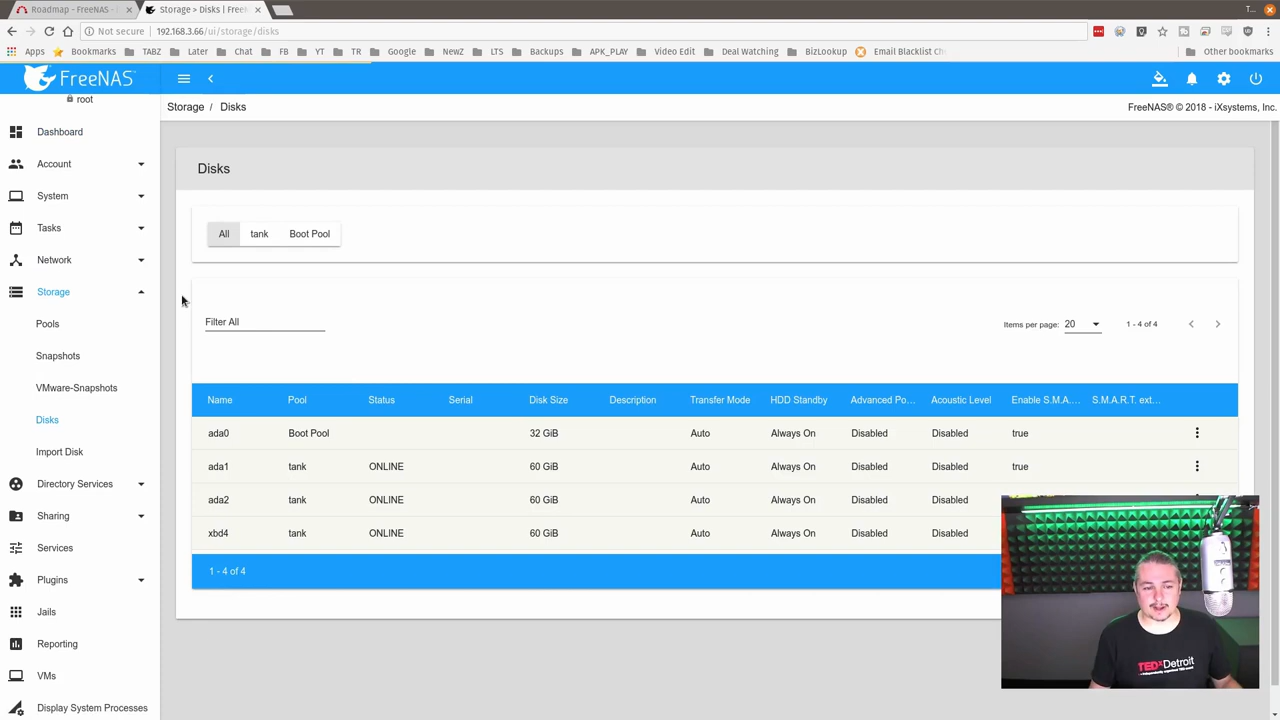 Roadmap - FreeNAS -
Storage > Disks | FreeN
T...
Not secure
192.168.3.66/ui/storage/disks
Apps Bookmarks TABZ Later Chat FB YT TR Google NewZ LTS Backups APK_PLAY Video Edit Deal Watching BizLookup Email Blacklist Ch Other bookmarks
FreeNAS
root
Storage / Disks
FreeNAS® © 2018 - iXsystems, Inc.
Dashboard
Account
System
Tasks
Network
Storage
Pools
Snapshots
VMware-Snapshots
Disks
Import Disk
Directory Services
Sharing
Services
Plugins
Jails
Reporting
VMs
Display System Processes
Disks
All tank Boot Pool
Filter All
Items per page: 20 1 - 4 of 4
Name Pool Status Serial Disk Size Description Transfer Mode HDD Standby Advanced Po... Acoustic Level Enable S.M.A.... S.M.A.R.T. ext...
ada0 Boot Pool 32 GiB Auto Always On Disabled Disabled true
ada1 tank ONLINE 60 GiB Auto Always On Disabled Disabled true
ada2 tank ONLINE 60 GiB Auto Always On Disabled Disabled
xbd4 tank ONLINE 60 GiB Auto Always On Disabled Disabled
1 - 4 of 4
TEDxDetroit